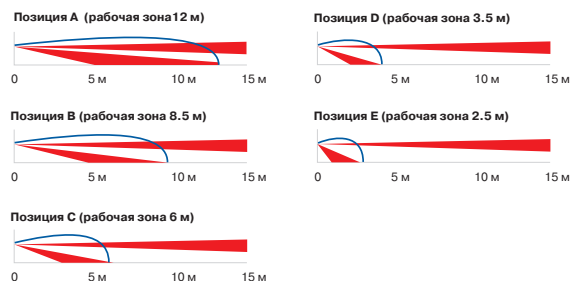 Позиция А (рабочая зона12 м)
0 5 м 10 м 15 м
Позиция В (рабочая зона 8.5 м)
0 5 м 10 м 15 м
Позиция С (рабочая зона 6 м)
0 5 м 10 м 15 м
Позиция D (рабочая зона 3.5 м)
0 5 м 10 м 15 м
Позиция Е (рабочая зона 2.5 м)
0 5 м 10 м 15 м